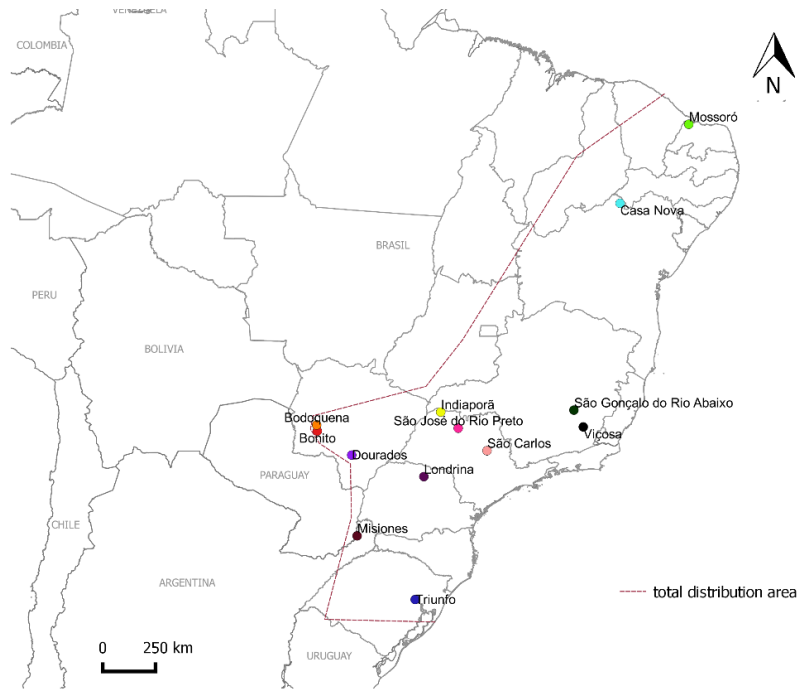 VENEZUELA
COLOMBIA
N
Mossoró
Casa Nova
BRASIL
PERU
BOLIVIA
Indiaporã
São Gonçalo do Rio Abaixo
Bodoquena
São José do Rio Preto
Viçosa
Bonito
São Carlos
Dourados
Londrina
PARAGUAY
CHILE
Misiones
ARGENTINA
total distribution area
Triunfo
0 250 km
URUGUAY